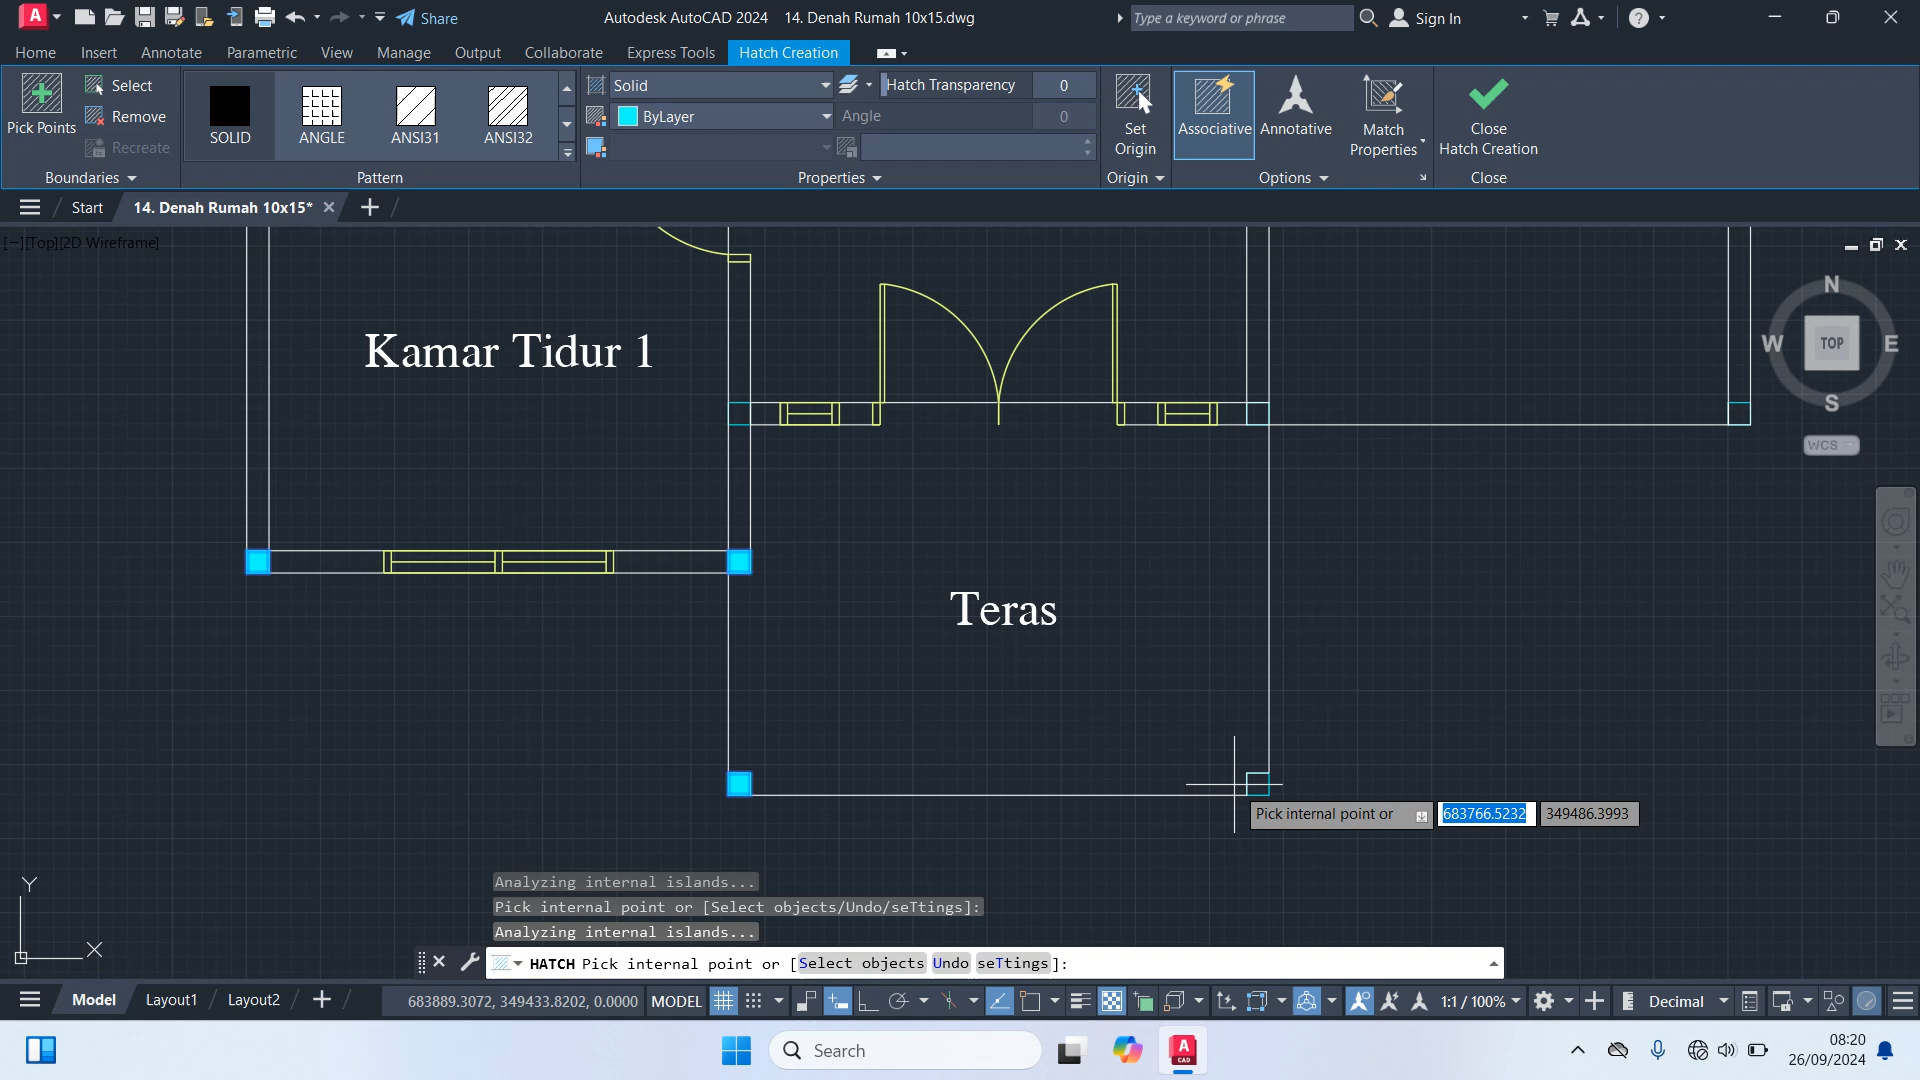 Share
Autodesk AutoCAD 2024   14. Denah Rumah 10x15.dwg
Type a keyword or phrase
Sign In
Home Insert Annotate Parametric View Manage Output Collaborate Express Tools Hatch Creation
Pick Points
Select
Remove
Recreate
Boundaries
SOLID
ANGLE
ANSI31
ANSI32
Pattern
Solid
ByLayer
Hatch Transparency 0
Angle 0
Properties
Set
Origin
Origin
Associative
Annotative
Match
Properties
Options
Close
Hatch Creation
Close
Start
14. Denah Rumah 10x15*
[−][Top][2D Wireframe]
N
W
TOP
E
S
WCS
Kamar Tidur 1
Teras
Pick internal point or
683766.5232
349486.3993
Y
X
Analyzing internal islands...
Pick internal point or [Select objects/Undo/seTtings]:
Analyzing internal islands...
HATCH Pick internal point or [Select objects Undo seTtings]:
Model Layout1 Layout2
683889.3072, 349433.8202, 0.0000
MODEL
1:1 / 100%
Decimal
Search
08:20
26/09/2024
A
CAD